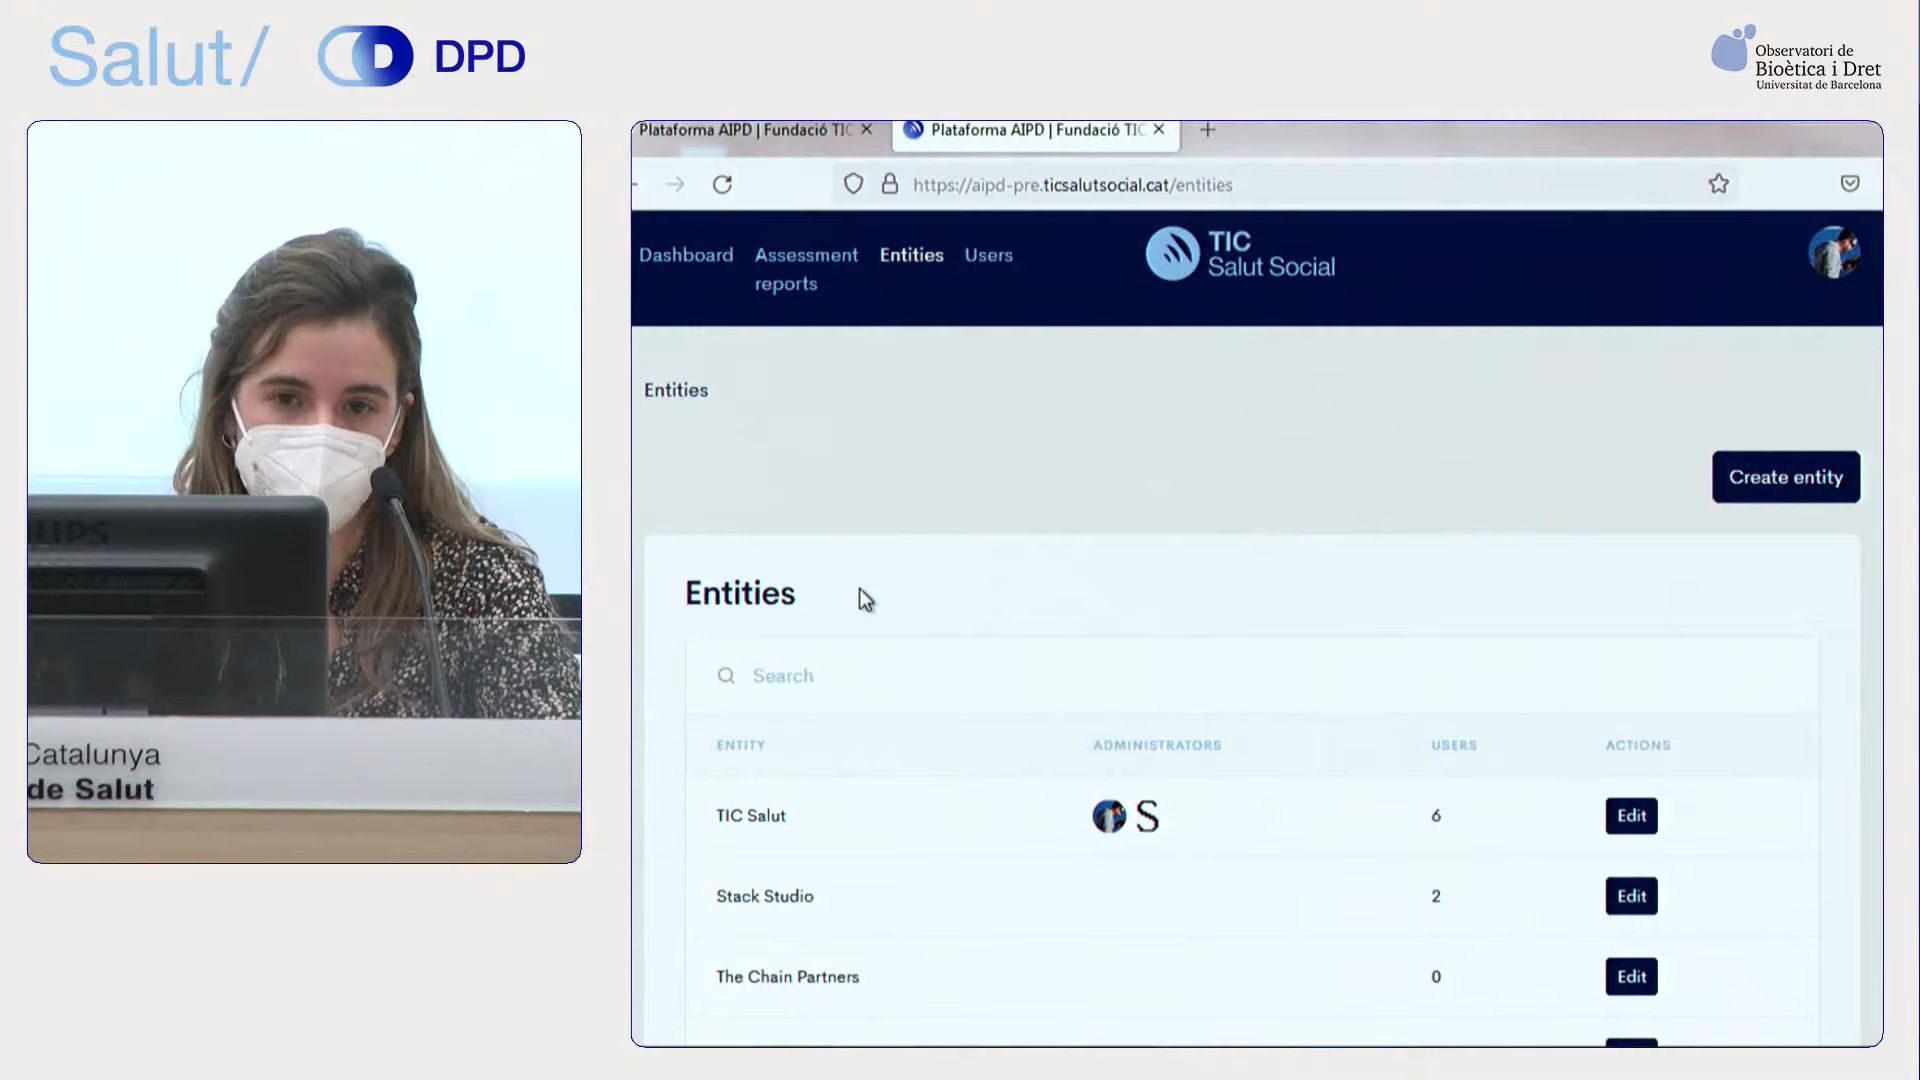 Salut/
DPD
Observatori de
Bioètica i Dret
Universitat de Barcelona
Plataforma AIPD | Fundació TIC
Plataforma AIPD | Fundació TIC
https://aipd-pre.ticsalutsocial.cat/entities
Dashboard
Assessment
reports
Entities
Users
TIC
Salut Social
Entities
Create entity
Entities
Search
ENTITY ADMINISTRATORS USERS ACTIONS
TIC Salut S 6 Edit
Stack Studio 2 Edit
The Chain Partners 0 Edit
Catalunya
de Salut